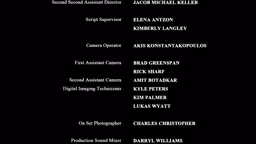 Second Second Assistant Director JACOB MICHAEL KELLER
Script Supervisor ELENA ANTZON
KIMBERLY LANGLEY
Camera Operator AKIS KONSTANTAKOPOULOS
First Assistant Camera BRAD GREENSPAN
RICK SHARF
Second Assistant Camera AMIT BOTADKAR
Digital Imaging Technicians KYLE PETERS
KIM PALMER
LUKAS WYATT
On Set Photographer CHARLES CHRISTOPHER
Production Sound Mixer DARRYL WILLIAMS